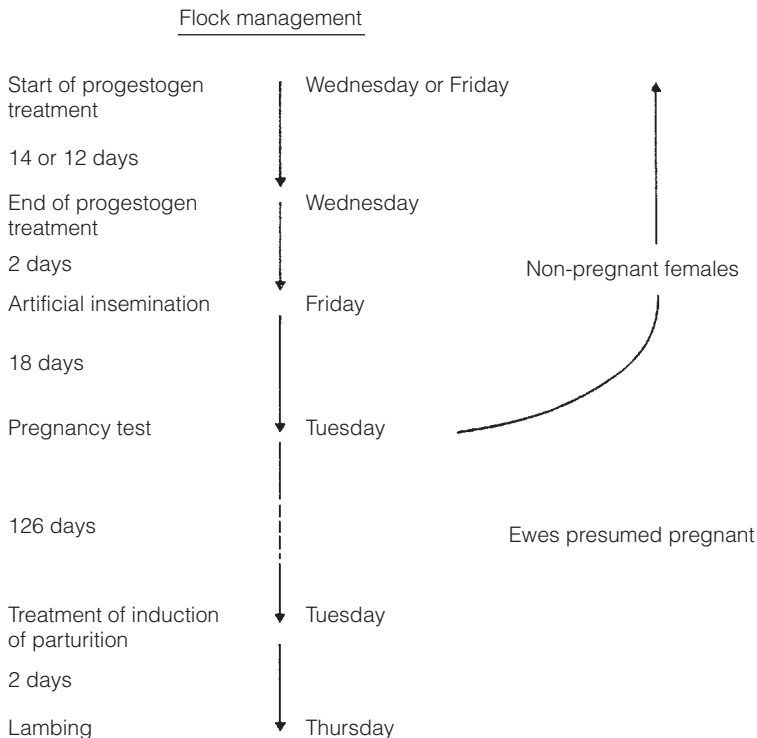 Flock management
Start of progestogen
treatment
Wednesday or Friday
14 or 12 days
End of progestogen
treatment
Wednesday
2 days
Non-pregnant females
Artificial insemination
Friday
18 days
Pregnancy test
Tuesday
126 days
Ewes presumed pregnant
Treatment of induction
of parturition
Tuesday
2 days
Lambing
Thursday